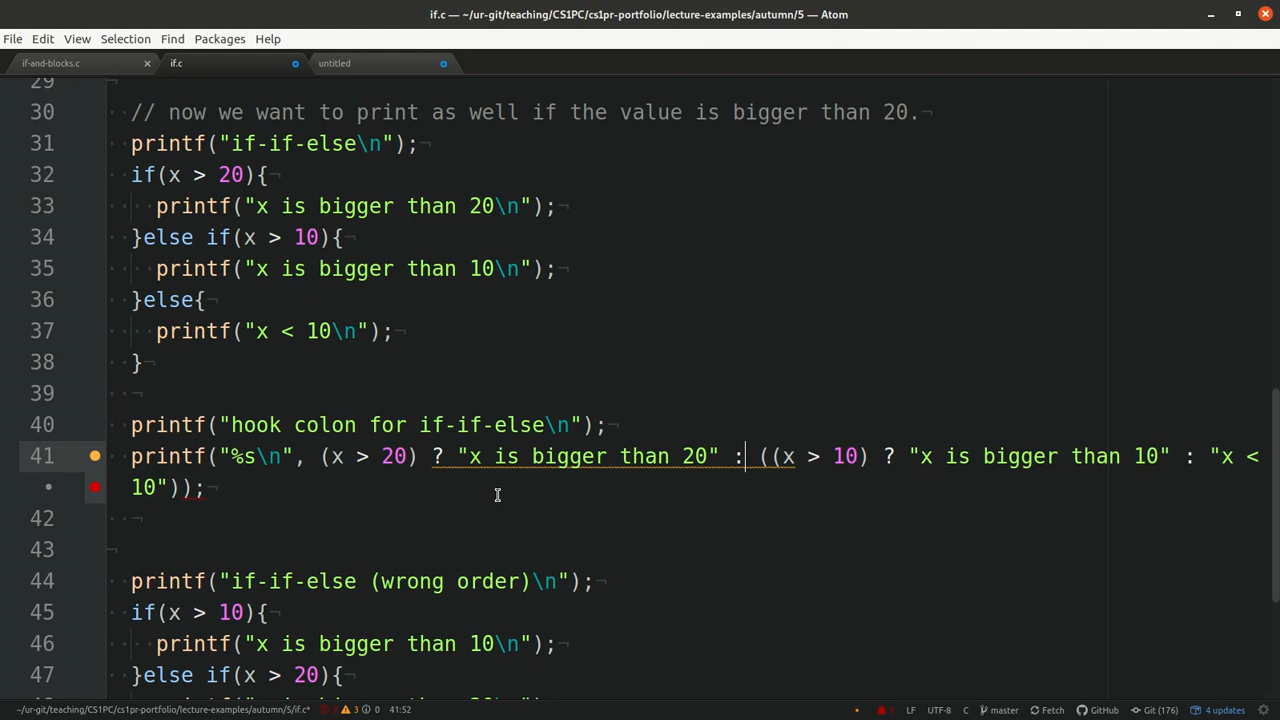 if.c — ~/ur-git/teaching/CS1PC/cs1pr-portfolio/lecture-examples/autumn/5 — Atom
File Edit View Selection Find Packages Help
if-and-blocks.c if.c untitled
29
30 // now we want to print as well if the value is bigger than 20.
31 printf("if-if-else\n");
32 if(x > 20){
33 printf("x is bigger than 20\n");
34 }else if(x > 10){
35 printf("x is bigger than 10\n");
36 }else{
37 printf("x < 10\n");
38 }
39
40 printf("hook colon for if-if-else\n");
41 printf("%s\n", (x > 20) ? "x is bigger than 20" : ((x > 10) ? "x is bigger than 10" : "x <
10"));
42
43
44 printf("if-if-else (wrong order)\n");
45 if(x > 10){
46 printf("x is bigger than 10\n");
47 }else if(x > 20){
~/ur-git/teaching/CS1PC/cs1pr-portfolio/lecture-examples/autumn/5/if.c* 3 0 41:52 1 LF UTF-8 C master Fetch GitHub Git (176) 4 updates